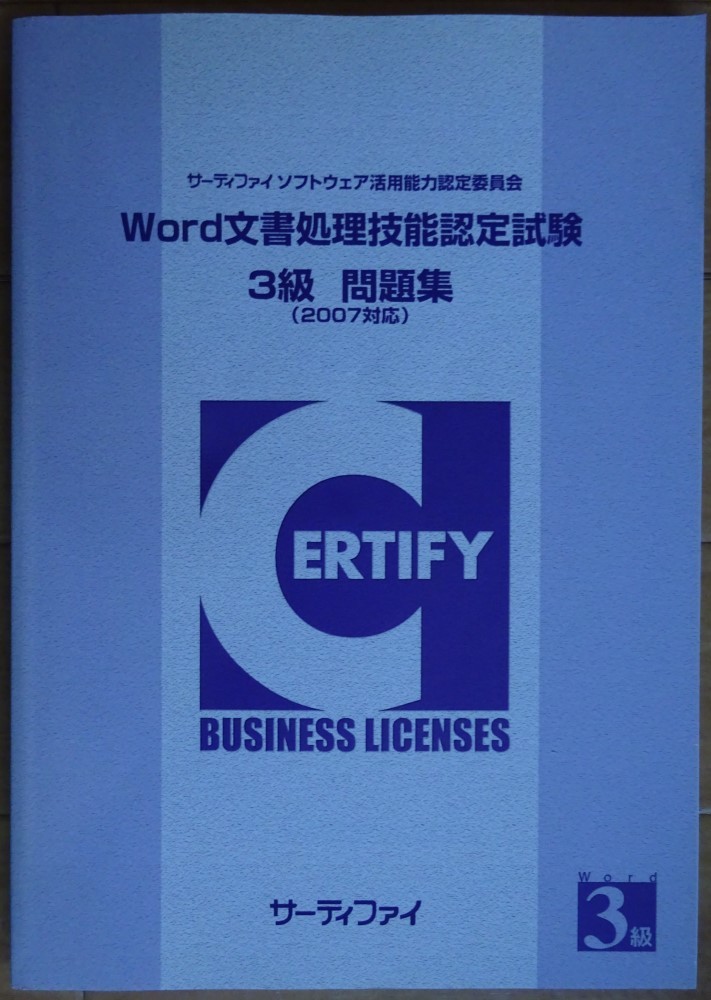 サーティファイ ソフトウェア活用能力認定委員会
Word文書処理技能認定試験
3級 問題集
(2007対応)
CERTIFY
BUSINESS LICENSES
サーティファイ
Word
3級